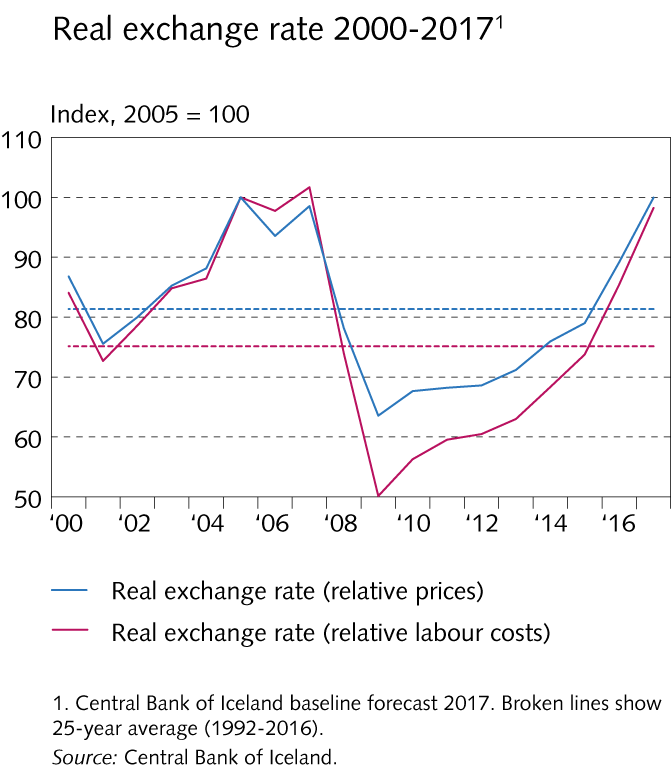 Real exchange rate 2000-2017¹
Index, 2005 = 100
110
100
90
80
70
60
50
‘00 ‘02 ‘04 ‘06 ‘08 ‘10 ‘12 ‘14 ‘16
Real exchange rate (relative prices)
Real exchange rate (relative labour costs)
1. Central Bank of Iceland baseline forecast 2017. Broken lines show
25-year average (1992-2016).
Source: Central Bank of Iceland.